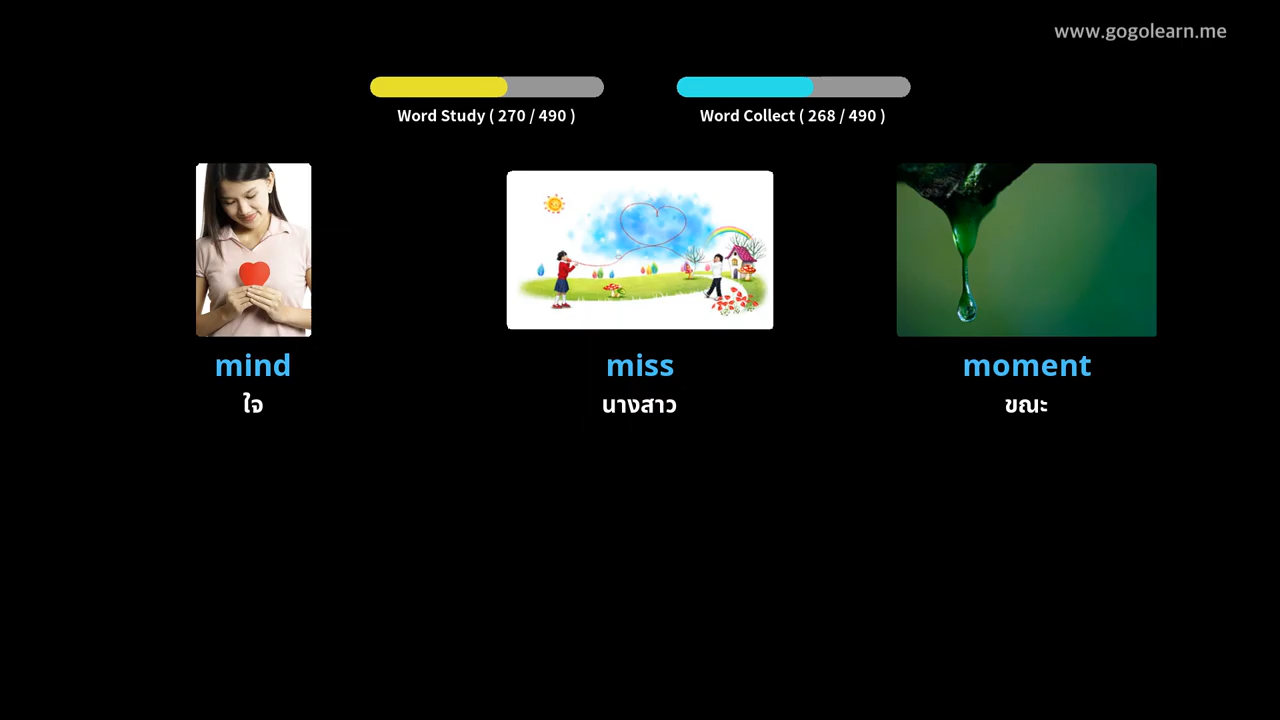 www.gogolearn.me
Word Study ( 270 / 490 )
Word Collect ( 268 / 490 )
mind
miss
moment
ใจ
นางสาว
ขณะ